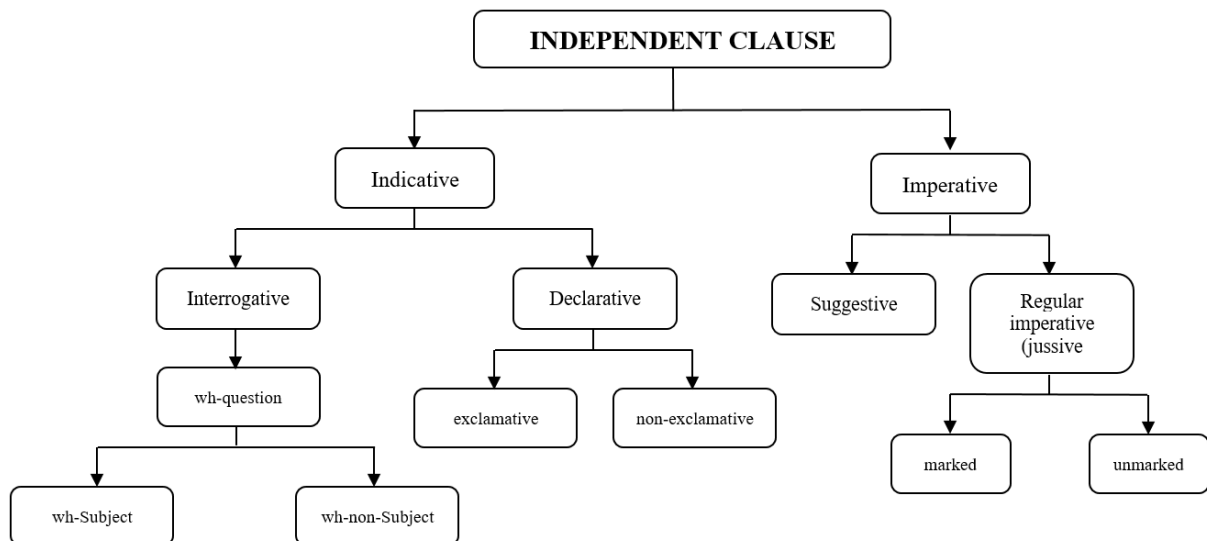 INDEPENDENT CLAUSE
Indicative
Imperative
Interrogative
Declarative
Suggestive
Regular
imperative
(jussive
wh-question
exclamative
non-exclamative
marked
unmarked
wh-Subject
wh-non-Subject